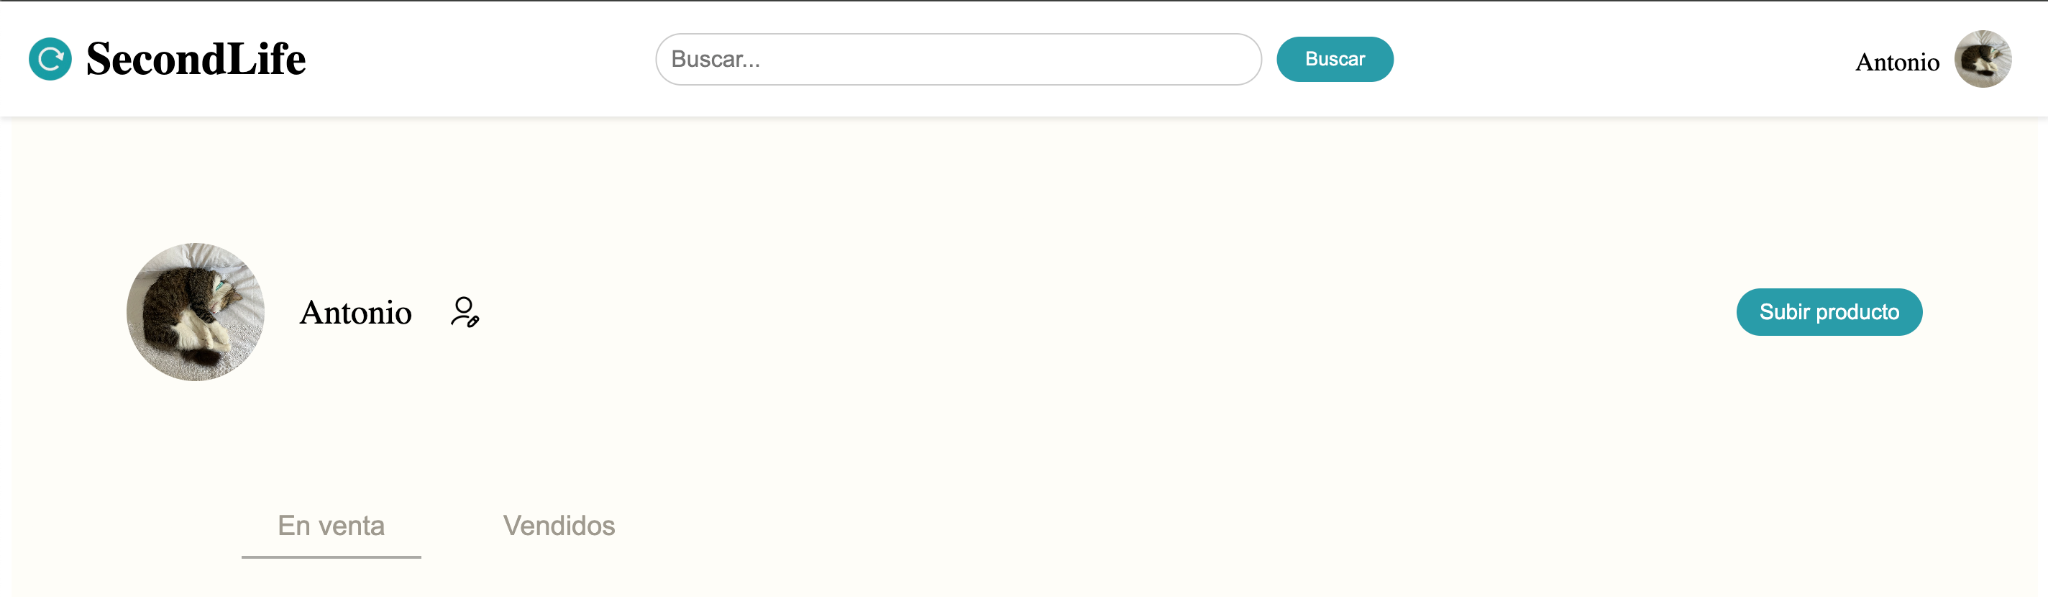 SecondLife
Buscar...
Buscar
Antonio
Antonio
Subir producto
En venta
Vendidos